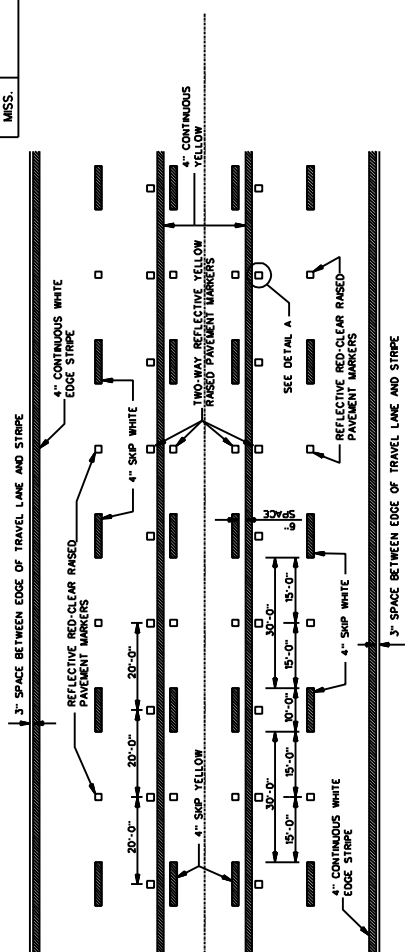 MISS.
3" SPACE BETWEEN EDGE OF TRAVEL LANE AND STRIPE
4" CONTINUOUS WHITE
EDGE STRIPE
REFLECTIVE RED-CLEAR RAISED
PAVEMENT MARKERS
4" SKIP WHITE
20'-0"
20'-0"
20'-0"
4" CONTINUOUS
YELLOW
TWO-WAY REFLECTIVE YELLOW
RAISED PAVEMENT MARKERS
4" SKIP YELLOW
6"
SPACE
SEE DETAIL A
30'-0"
30'-0"
15'-0"
15'-0"
10'-0"
15'-0"
15'-0"
REFLECTIVE RED-CLEAR RAISED
PAVEMENT MARKERS
4" SKIP WHITE
4" CONTINUOUS WHITE
EDGE STRIPE
3" SPACE BETWEEN EDGE OF TRAVEL LANE AND STRIPE